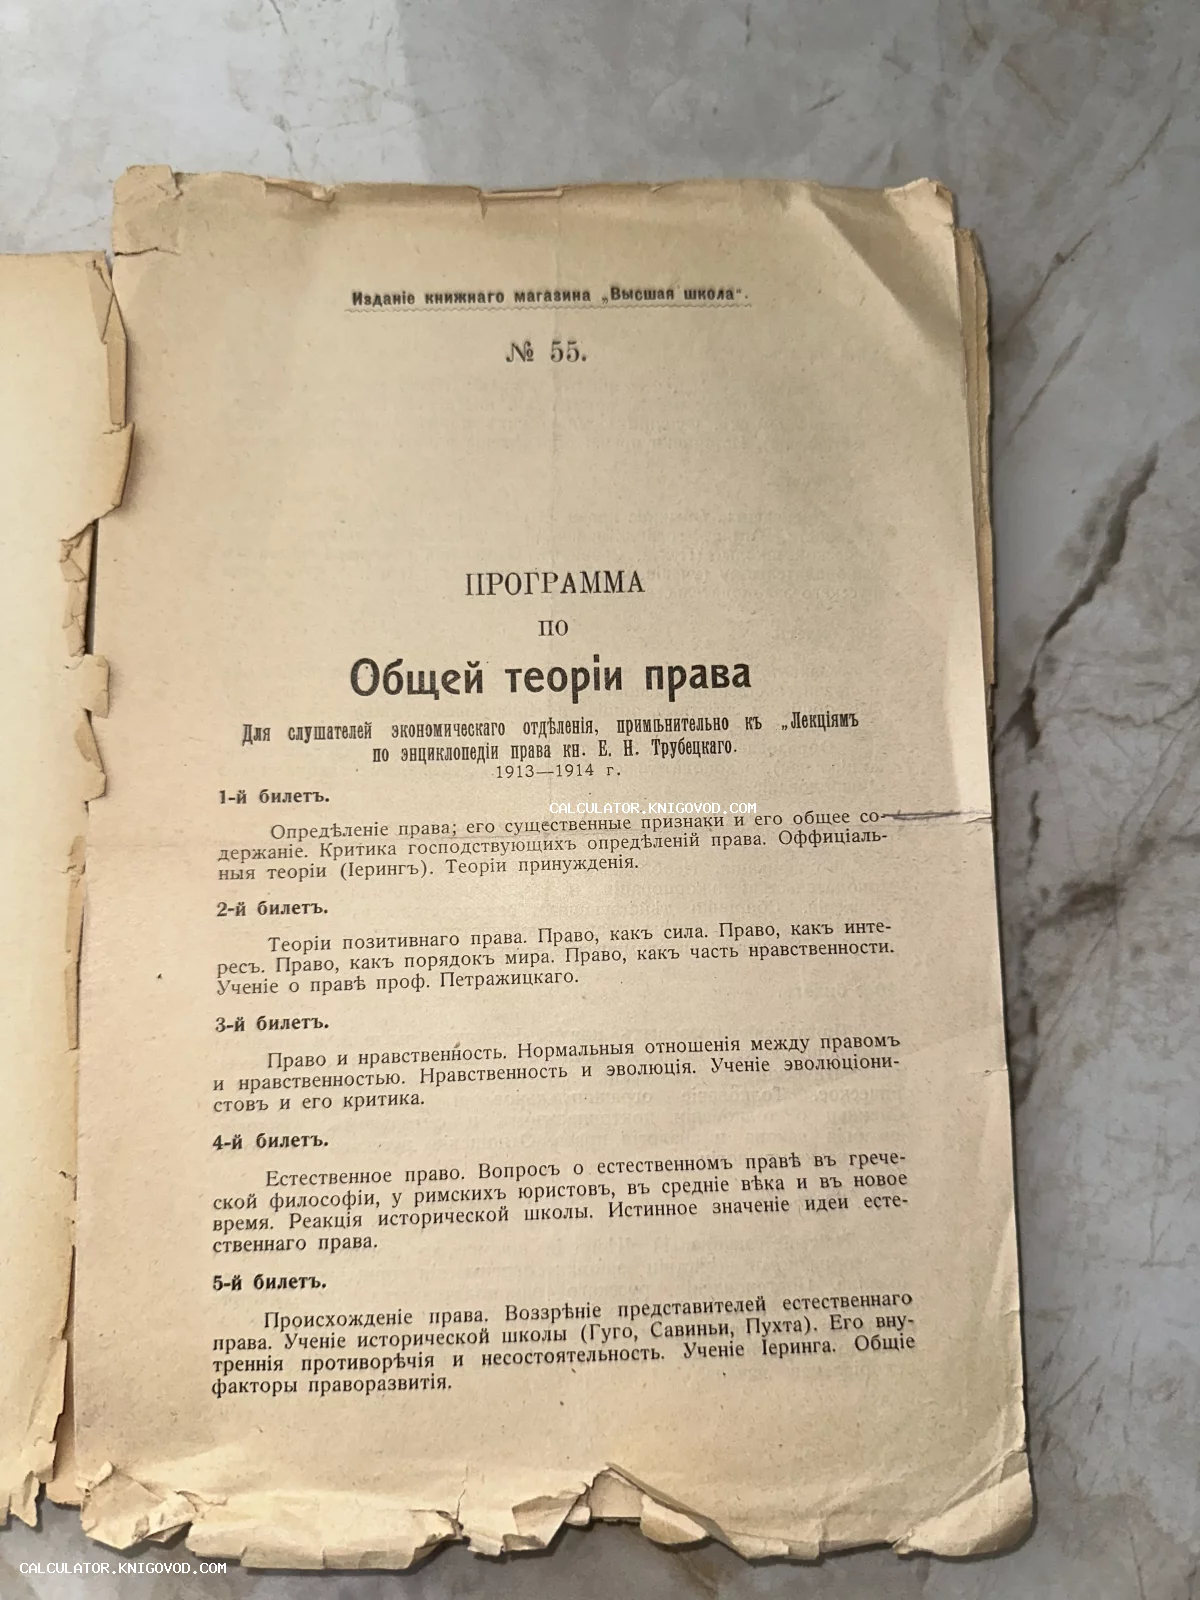 Изданіе книжнаго магазина „Высшая школа“.
№ 55.
ПРОГРАММА
ПО
Общей теоріи права
Для слушателей экономическаго отдѣленія, примѣнительно къ „Лекціямъ
по энциклопедіи права кн. Е. Н. Трубецкаго.
1913—1914 г.
1-й билетъ.
CALCULATOR.KNIGOVOD.COM
Опредѣленіе права; его существенные признаки и его общее со-
держаніе. Критика господствующихъ опредѣленій права. Оффиціаль-
ныя теоріи (Іерингъ). Теоріи принужденія.
2-й билетъ.
Теоріи позитивнаго права. Право, какъ сила. Право, какъ инте-
ресъ. Право, какъ порядокъ мира. Право, какъ часть нравственности.
Ученіе о правѣ проф. Петражицкаго.
3-й билетъ.
Право и нравственность. Нормальныя отношенія между правомъ
и нравственностью. Нравственность и эволюція. Ученіе эволюціони-
стовъ и его критика.
4-й билетъ.
Естественное право. Вопросъ о естественномъ правѣ въ грече-
ской философіи, у римскихъ юристовъ, въ средніе вѣка и въ новое
время. Реакція исторической школы. Истинное значеніе идеи есте-
ственнаго права.
5-й билетъ.
Происхожденіе права. Воззрѣніе представителей естественнаго
права. Ученіе исторической школы (Гуго, Савиньи, Пухта). Его вну-
треннія противорѣчія и несостоятельность. Ученіе Іеринга. Общіе
факторы праворазвитія.
CALCULATOR.KNIGOVOD.COM